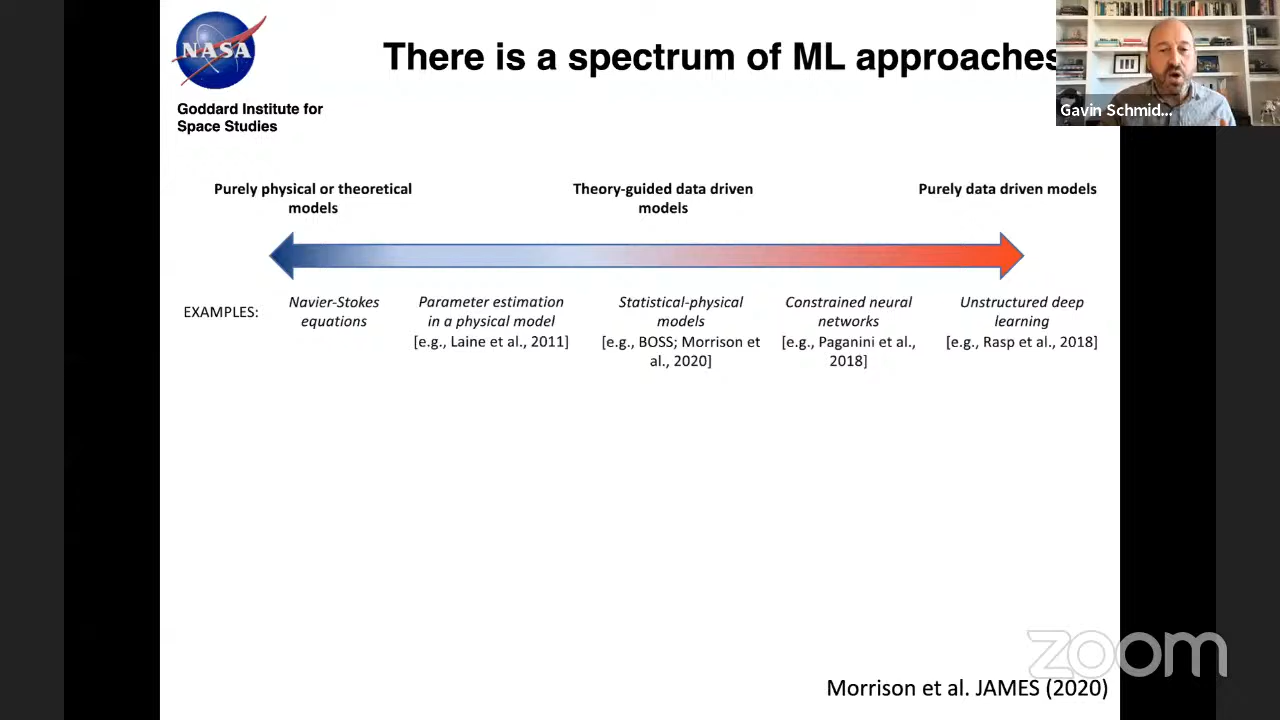 NASA
Goddard Institute for
Space Studies
There is a spectrum of ML approaches
Gavin Schmid...
Purely physical or theoretical
models
Theory-guided data driven
models
Purely data driven models
EXAMPLES:
Navier-Stokes
equations
Parameter estimation
in a physical model
[e.g., Laine et al., 2011]
Statistical-physical
models
[e.g., BOSS; Morrison et
al., 2020]
Constrained neural
networks
[e.g., Paganini et al.,
2018]
Unstructured deep
learning
[e.g., Rasp et al., 2018]
zoom
Morrison et al. JAMES (2020)